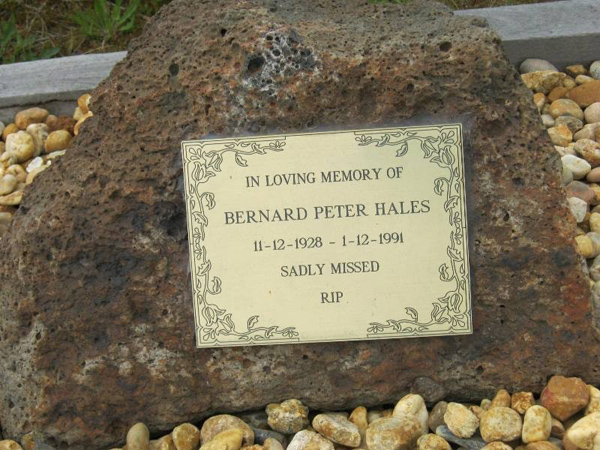 IN LOVING MEMORY OF
BERNARD PETER HALES
11-12-1928 - 1-12-1991
SADLY MISSED
RIP